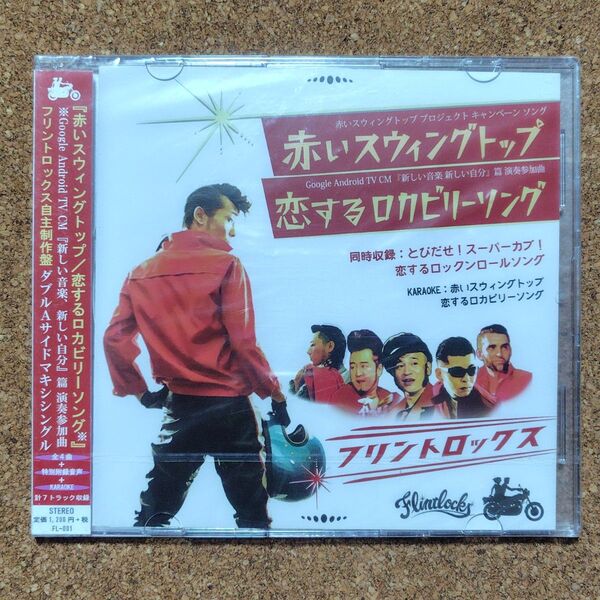 『赤いスウィングトップ/恋するロカビリーソング※』
※Google Android TV CM 『新しい音楽、新しい自分』篇 演奏参加曲
フリントロックス自主制作盤 ダブルAサイドマキシシングル
全4曲
+
特別附録音声
+
KARAOKE
計7トラック収録
STEREO
定価1,200円+税
FL-001
赤いスウィングトップ プロジェクト キャンペーン ソング
赤いスウィングトップ
Google Android TV CM 『新しい音楽 新しい自分』篇 演奏参加曲
恋するロカビリーソング
同時収録:とびだせ!スーパーカブ!
恋するロックンロールソング
KARAOKE:赤いスウィングトップ
恋するロカビリーソング
フリントロックス
Flintlocks